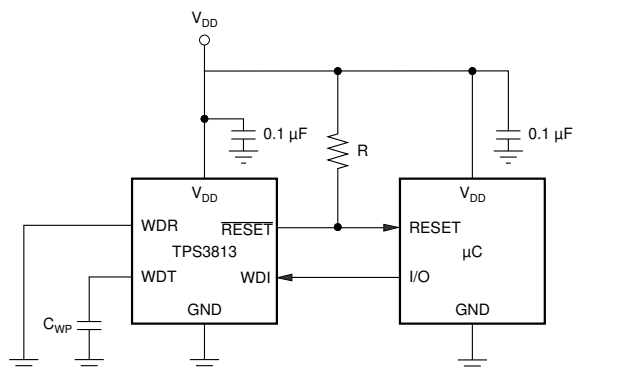 VDD
0.1 µF
R
0.1 µF
VDD
WDR
RESET
TPS3813
WDT
WDI
GND
CWP
VDD
RESET
µC
I/O
GND